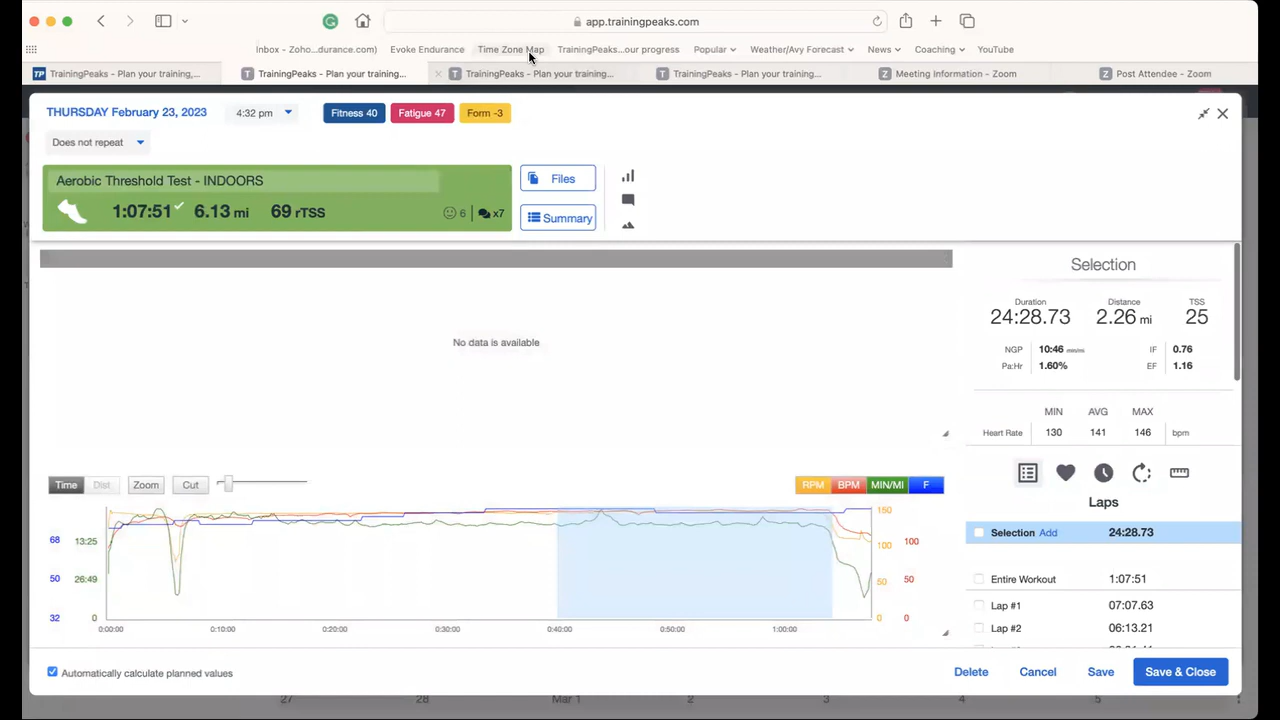 app.trainingpeaks.com
Inbox - Zoho...durance.com) Evoke Endurance Time Zone Map TrainingPeaks...our progress Popular Weather/Avy Forecast News Coaching YouTube
TP TrainingPeaks - Plan your training,... TrainingPeaks - Plan your training... TrainingPeaks - Plan your training... TrainingPeaks - Plan your training... Z Meeting Information - Zoom Z Post Attendee - Zoom
THURSDAY February 23, 2023 4:32 pm Fitness 40 Fatigue 47 Form -3
Does not repeat
Aerobic Threshold Test - INDOORS
Files
1:07:51 6.13 mi 69 rTSS 6 x7
Summary
Selection
Duration Distance TSS
24:28.73 2.26 mi 25
No data is available
NGP 10:46 min/mi IF 0.76
Pa:Hr 1.60% EF 1.16
MIN AVG MAX
Heart Rate 130 141 146 bpm
Time Dist Zoom Cut RPM BPM MIN/MI F
Laps
150
68 13:25 100 100
Selection Add 24:28.73
50 26:49 50 50
Entire Workout 1:07:51
32 0 0 0
Lap #1 07:07.63
0:00:00 0:10:00 0:20:00 0:30:00 0:40:00 0:50:00 1:00:00
Lap #2 06:13.21
Automatically calculate planned values Delete Cancel Save Save & Close
27 28 Mar 1 2 3 4 5